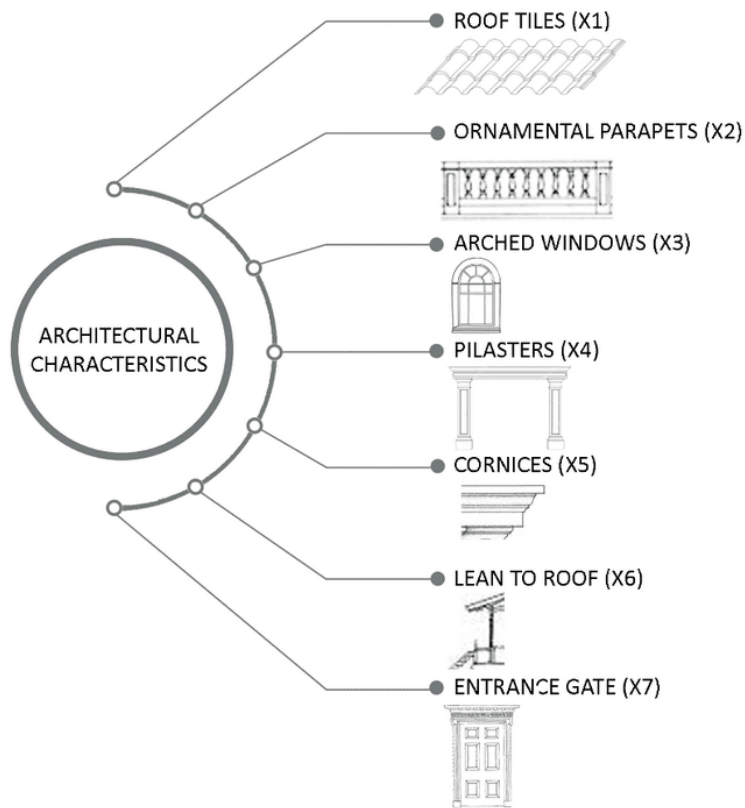 ROOF TILES (X1)
ORNAMENTAL PARAPETS (X2)
ARCHED WINDOWS (X3)
ARCHITECTURAL
CHARACTERISTICS
PILASTERS (X4)
CORNICES (X5)
LEAN TO ROOF (X6)
ENTRANCE GATE (X7)